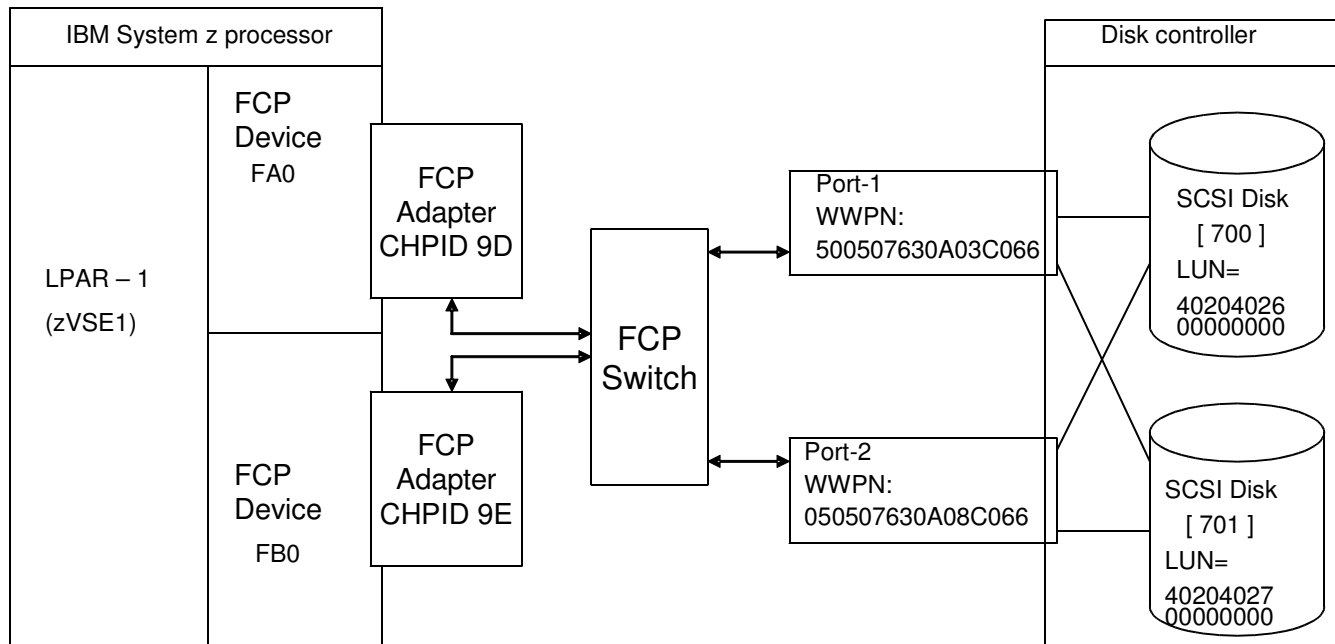 IBM System z processor
Disk controller
LPAR – 1
(zVSE1)
FCP
Device
FA0
FCP
Device
FB0
FCP
Adapter
CHPID 9D
FCP
Adapter
CHPID 9E
FCP
Switch
Port-1
WWPN:
500507630A03C066
Port-2
WWPN:
050507630A08C066
SCSI Disk
[ 700 ]
LUN=
40204026
00000000
SCSI Disk
[ 701 ]
LUN=
40204027
00000000